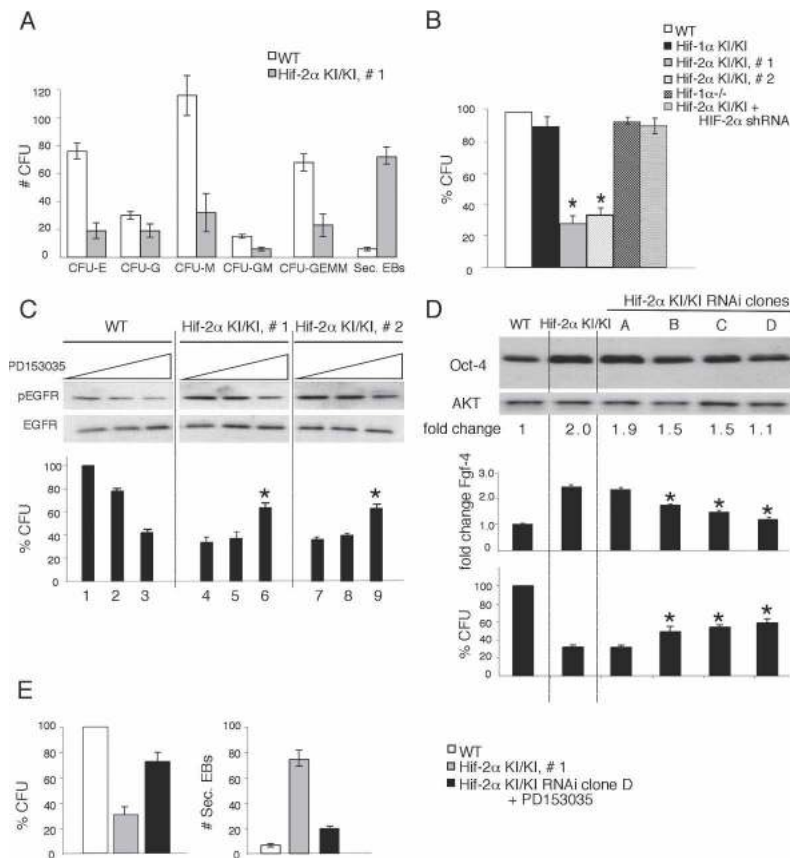 A
WT
Hif-2α KI/KI, # 1
# CFU
120
100
80
60
40
20
0
CFU-E CFU-G CFU-M CFU-GM CFU-GEMM Sec. EBs
B
WT
Hif-1α KI/KI
Hif-2α KI/KI, # 1
Hif-2α KI/KI, # 2
Hif-1α-/-
Hif-2α KI/KI +
HIF-2α shRNA
% CFU
100
80
60
40
20
0
* *
C
WT Hif-2α KI/KI, # 1 Hif-2α KI/KI, # 2
PD153035
pEGFR
EGFR
% CFU
100
80
60
40
20
0
* *
1 2 3 4 5 6 7 8 9
D
Hif-2α KI/KI RNAi clones
WT Hif-2α KI/KI A B C D
Oct-4
AKT
fold change 1 2.0 1.9 1.5 1.5 1.1
fold change Fgf-4
3.0
2.0
1.0
0
* * *
% CFU
100
80
60
40
20
0
* * *
E
% CFU
100
80
60
40
20
0
# Sec. EBs
100
80
60
40
20
0
WT
Hif-2α KI/KI, # 1
Hif-2α KI/KI RNAi clone D
+ PD153035